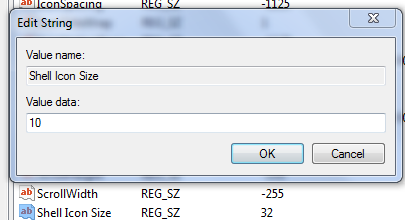 IconSpacing REG_SZ -1125
Edit String
Value name:
Shell Icon Size
Value data:
10
OK Cancel
ScrollWidth REG_SZ -255
Shell Icon Size REG_SZ 32